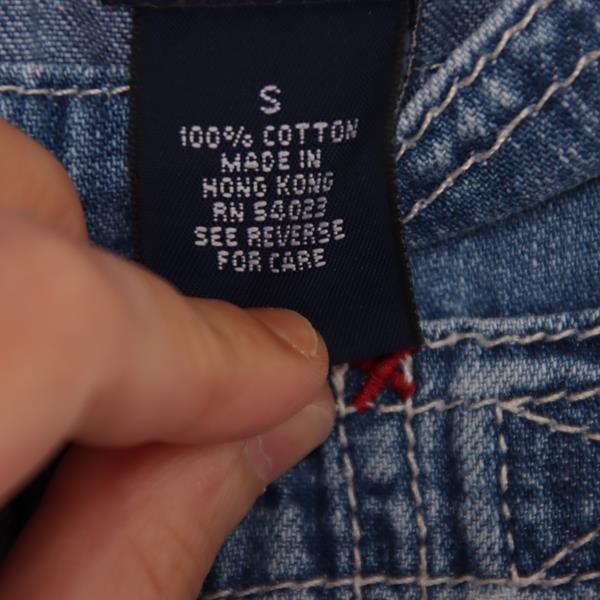 S
100% COTTON
MADE IN
HONG KONG
RN 54023
SEE REVERSE
FOR CARE